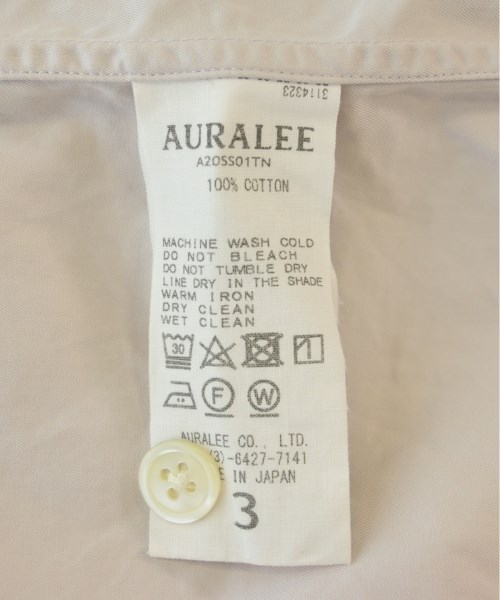 3114323
AURALEE
A20SS01TN
100% COTTON
MACHINE WASH COLD
DO NOT BLEACH
DO NOT TUMBLE DRY
LINE DRY IN THE SHADE
WARM IRON
DRY CLEAN
WET CLEAN
30
F W
AURALEE CO., LTD.
(3)-6427-7141
E IN JAPAN
3